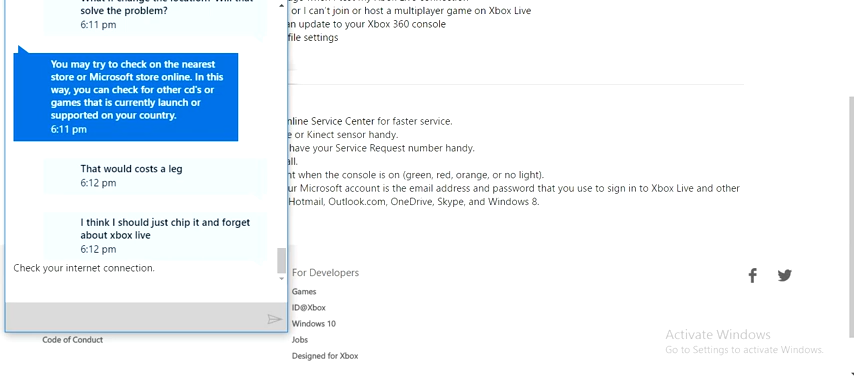 What if I change the location? Will that
solve the problem?
6:11 pm
You may try to check on the nearest
store or Microsoft store online. In this
way, you can check for other cd's or
games that is currently launch or
supported on your country.
6:11 pm
That would costs a leg
6:12 pm
I think I should just chip it and forget
about xbox live
6:12 pm
Check your internet connection.
Code of Conduct
or I can't join or host a multiplayer game on Xbox Live
an update to your Xbox 360 console
file settings
nline Service Center for faster service.
e or Kinect sensor handy.
have your Service Request number handy.
all.
nt when the console is on (green, red, orange, or no light).
ur Microsoft account is the email address and password that you use to sign in to Xbox Live and other
Hotmail, Outlook.com, OneDrive, Skype, and Windows 8.
For Developers
Games
ID@Xbox
Windows 10
Jobs
Designed for Xbox
Activate Windows
Go to Settings to activate Windows.